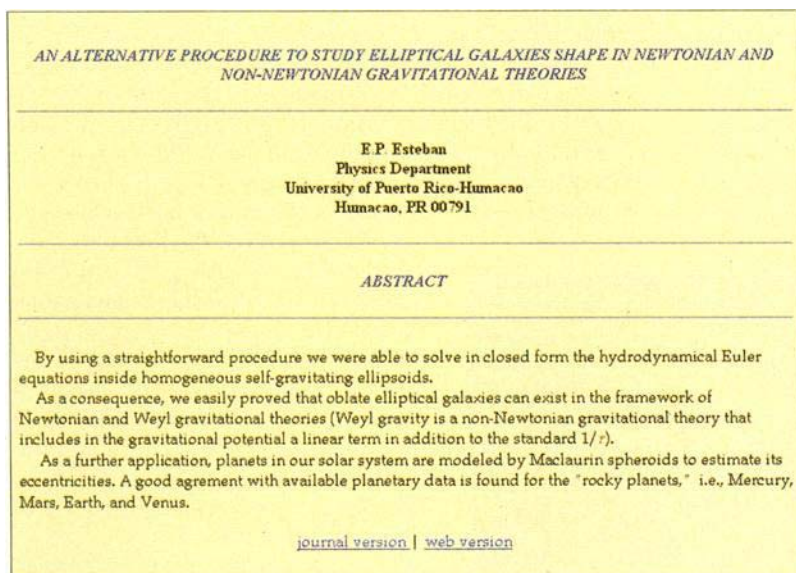 AN ALTERNATIVE PROCEDURE TO STUDY ELLIPTICAL GALAXIES SHAPE IN NEWTONIAN AND
NON-NEWTONIAN GRAVITATIONAL THEORIES
E.P. Esteban
Physics Department
University of Puerto Rico-Humacao
Humacao, PR 00791
ABSTRACT
By using a straightforward procedure we were able to solve in closed form the hydrodynamical Euler
equations inside homogeneous self-gravitating ellipsoids.
As a consequence, we easily proved that oblate elliptical galaxies can exist in the framework of
Newtonian and Weyl gravitational theories (Weyl gravity is a non-Newtonian gravitational theory that
includes in the gravitational potential a linear term in addition to the standard 1/r).
As a further application, planets in our solar system are modeled by Maclaurin spheroids to estimate its
eccentricities. A good agrement with available planetary data is found for the "rocky planets," i.e., Mercury,
Mars, Earth, and Venus.
journal version | web version